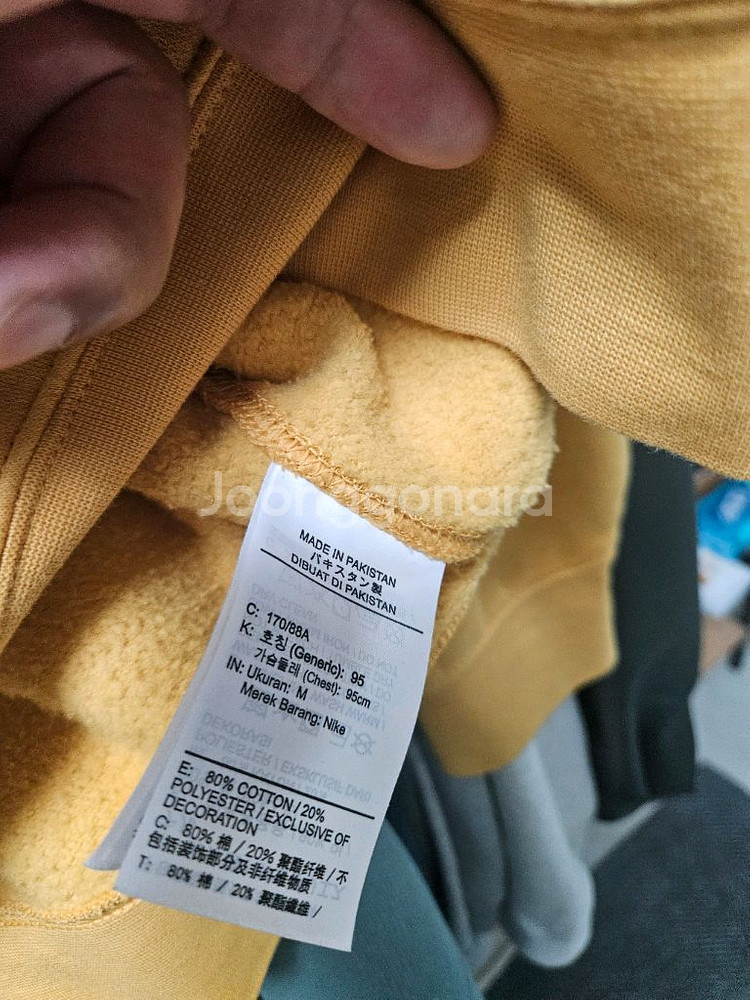 Joonggonara
MADE IN PAKISTAN
パキスタン製
DIBUAT DI PAKISTAN
C: 170/88A
K: 호칭 (Generic): 95
가슴둘레 (Chest): 95cm
IN: Ukuran: M
Merek Barang: Nike
E: 80% COTTON / 20%
POLYESTER / EXCLUSIVE OF
DECORATION
C: 80% 棉 / 20% 聚酯纤维 / 不
包括装饰部分及非纤维物质
T: 80% 棉 / 20% 聚酯纖維 /